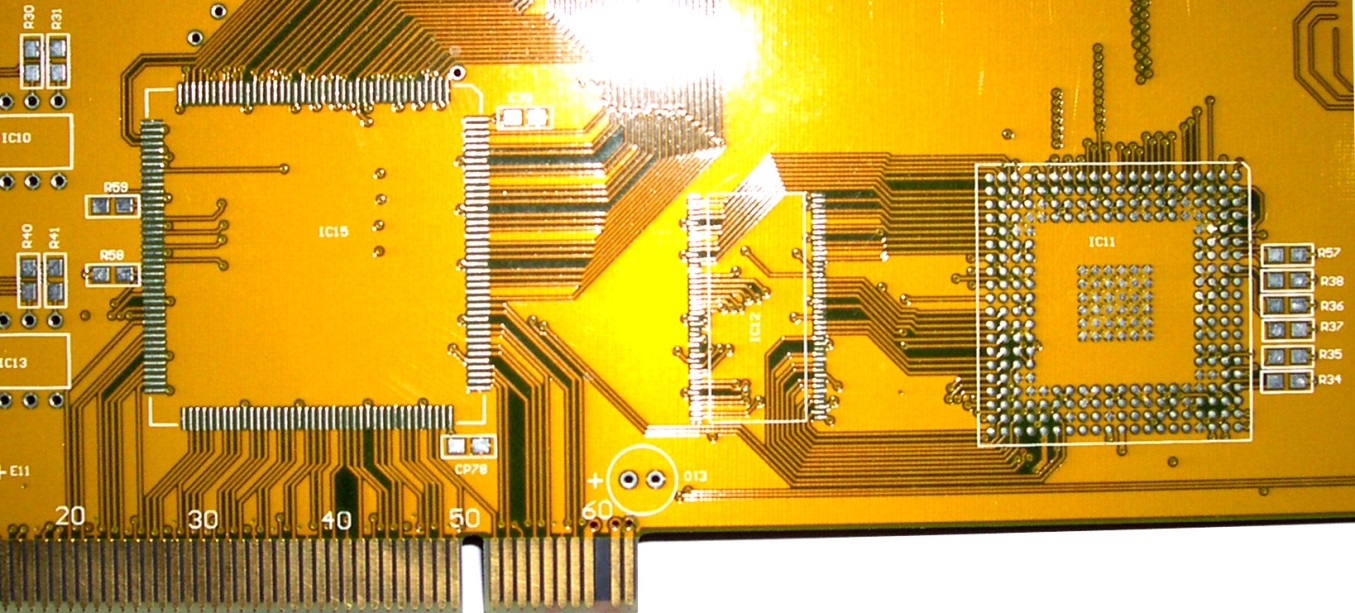 R30 R31
IC10
R59
R40 R41 R58
IC13
IC15
IC12
IC11
R57
R38
R36
R37
R35
R34
CP78
+
+ E11
20 30 40 50 60